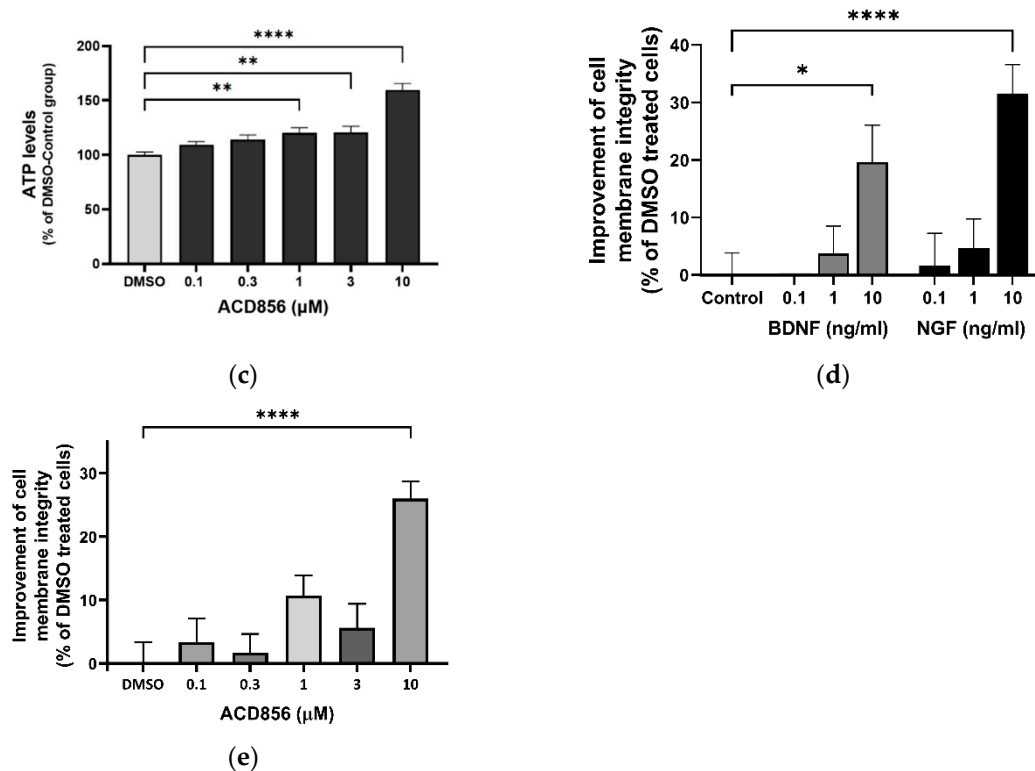 ****
**
**
ATP levels
(% of DMSO-Control group)
200
150
100
50
0
DMSO 0.1 0.3 1 3 10
ACD856 (μM)
(c)
****
*
Improvement of cell
membrane integrity
(% of DMSO treated cells)
40
30
20
10
0
Control 0.1 1 10 0.1 1 10
BDNF (ng/ml) NGF (ng/ml)
(d)
****
Improvement of cell
membrane integrity
(% of DMSO treated cells)
30
20
10
0
DMSO 0.1 0.3 1 3 10
ACD856 (μM)
(e)